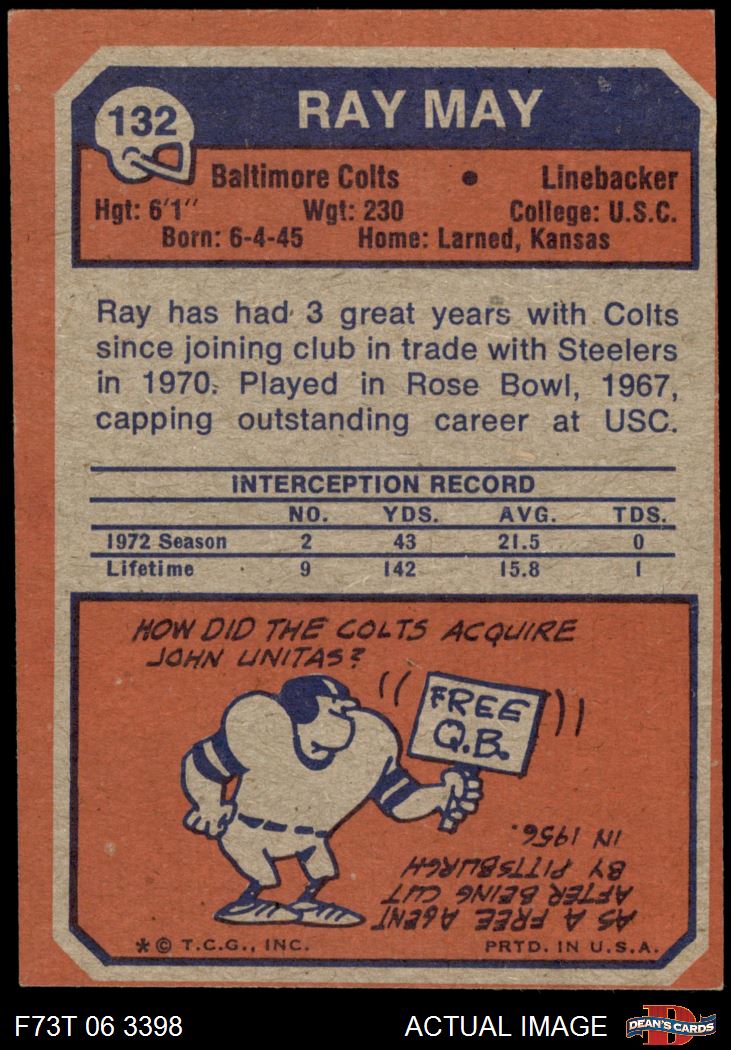 132
RAY MAY
Baltimore Colts • Linebacker
Hgt: 6'1" Wgt: 230 College: U.S.C.
Born: 6-4-45 Home: Larned, Kansas
Ray has had 3 great years with Colts
since joining club in trade with Steelers
in 1970. Played in Rose Bowl, 1967,
capping outstanding career at USC.
INTERCEPTION RECORD
NO. YDS. AVG. TDS.
1972 Season 2 43 21.5 0
Lifetime 9 142 15.8 1
HOW DID THE COLTS ACQUIRE
JOHN UNITAS?
FREE
Q.B.
AS A FREE AGENT
AFTER BEING CUT
BY PITTSBURGH
IN 1956.
* © T.C.G., INC. PRTD. IN U.S.A.
F73T 06 3398 ACTUAL IMAGE
D
DEAN'S CARDS